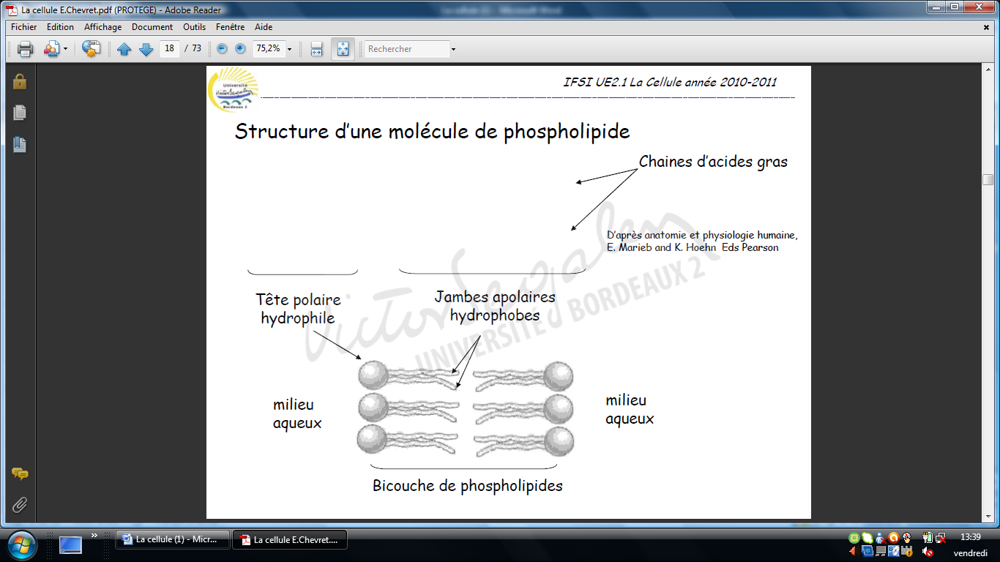 La cellule E.Chevret.pdf (PROTEGE) - Adobe Reader
Fichier Edition Affichage Document Outils Fenêtre Aide
18 / 73 75,2% Rechercher
Université
Victor Segalen
Bordeaux 2
IFSI UE2.1 La Cellule année 2010-2011
Structure d'une molécule de phospholipide
Chaines d'acides gras
D'après anatomie et physiologie humaine,
E. Marieb and K. Hoehn Eds Pearson
Victor Segalen
UNIVERSITÉ BORDEAUX 2
Tête polaire
hydrophile
Jambes apolaires
hydrophobes
milieu
aqueux
milieu
aqueux
Bicouche de phospholipides
La cellule (1) - Micr...
La cellule E.Chevret....
13:39
vendredi